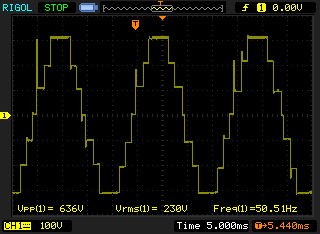 RIGOL STOP T f 1 0.00V
T
1
Vpp(1)= 636V Vrms(1)= 230V Freq(1)=50.51Hz
CH1 100V Time 5.000ms T→5.440ms